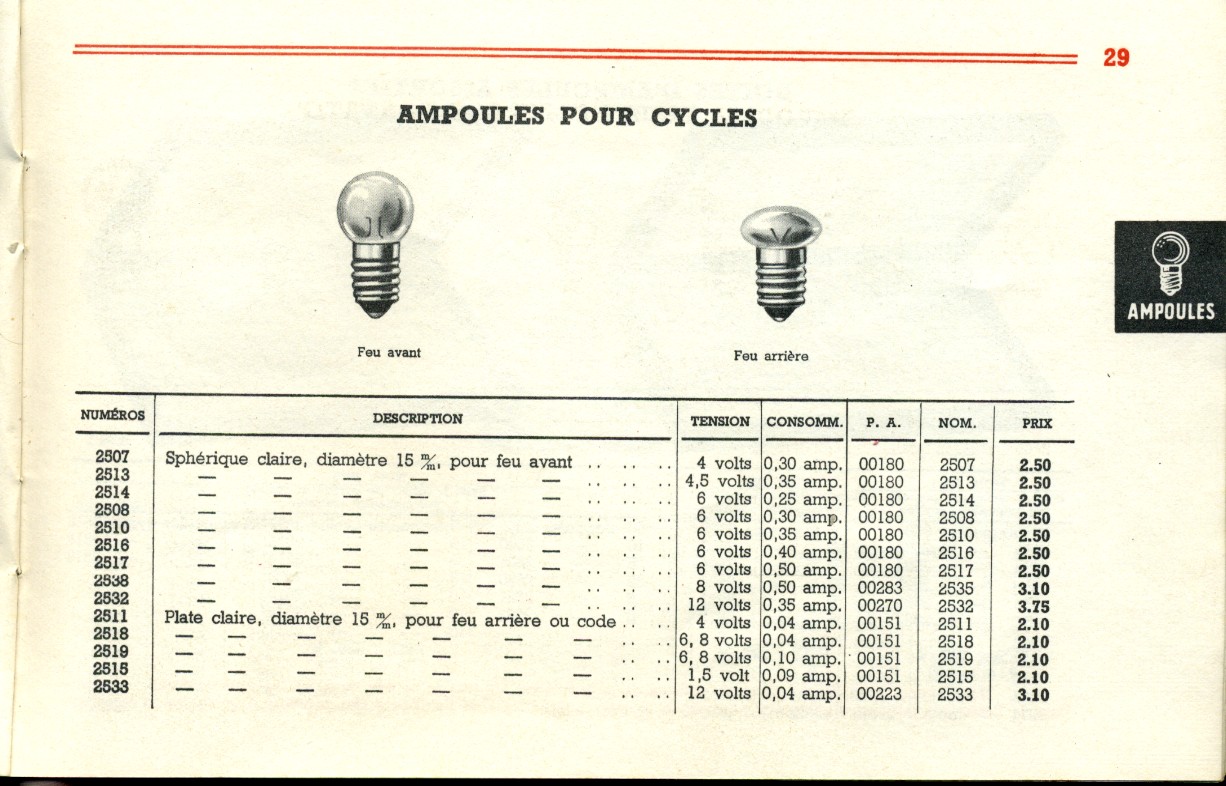 29
AMPOULES POUR CYCLES
AMPOULES
Feu avant
Feu arrière
NUMÉROS DESCRIPTION TENSION CONSOMM. P. A. NOM. PRIX
2507 Sphérique claire, diamètre 15 m/m, pour feu avant .. .. .. 4 volts 0,30 amp. 00180 2507 2.50
2513 — — — — — — .. .. .. 4,5 volts 0,35 amp. 00180 2513 2.50
2514 — — — — — — .. .. .. 6 volts 0,25 amp. 00180 2514 2.50
2508 — — — — — — .. .. .. 6 volts 0,30 amp. 00180 2508 2.50
2510 — — — — — — .. .. .. 6 volts 0,35 amp. 00180 2510 2.50
2516 — — — — — — .. .. .. 6 volts 0,40 amp. 00180 2516 2.50
2517 — — — — — — .. .. .. 6 volts 0,50 amp. 00180 2517 2.50
2538 — — — — — — .. .. .. 8 volts 0,50 amp. 00283 2535 3.10
2532 — — — — — — .. .. .. 12 volts 0,35 amp. 00270 2532 3.75
2511 Plate claire, diamètre 15 m/m, pour feu arrière ou code .. .. 4 volts 0,04 amp. 00151 2511 2.10
2518 — — — — — — — .. .. 6, 8 volts 0,04 amp. 00151 2518 2.10
2519 — — — — — — — .. .. 6, 8 volts 0,10 amp. 00151 2519 2.10
2515 — — — — — — — .. .. 1,5 volt 0,09 amp. 00151 2515 2.10
2533 — — — — — — — .. .. 12 volts 0,04 amp. 00223 2533 3.10